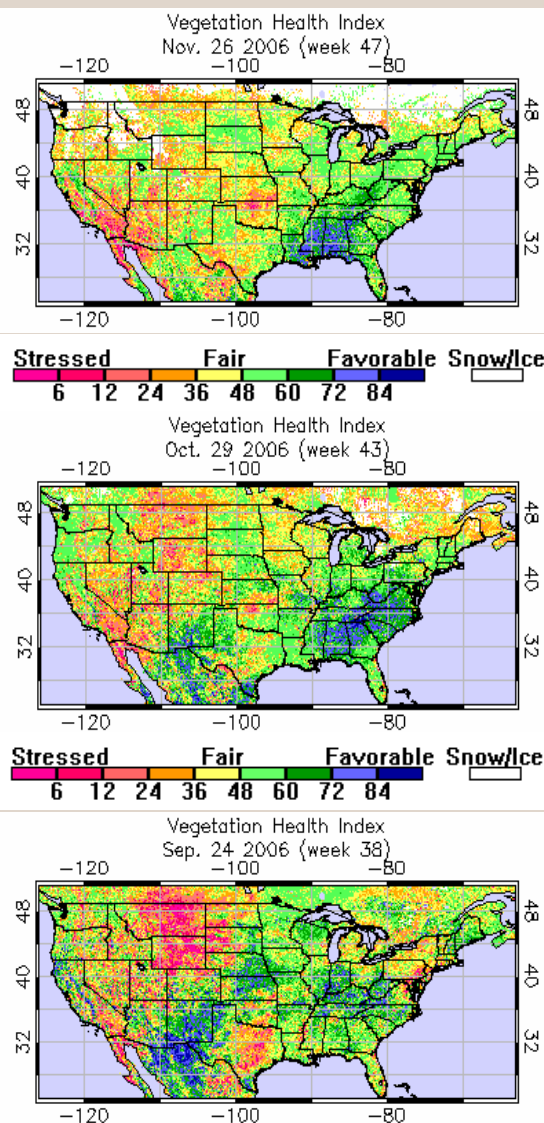 Vegetation Health Index
Nov. 26 2006 (week 47)
−120 −100 −80
48 48
40 40
32 32
−120 −100 −80
Stressed Fair Favorable Snow/Ice
6 12 24 36 48 60 72 84
Vegetation Health Index
Oct. 29 2006 (week 43)
−120 −100 −80
48 48
40 40
32 32
−120 −100 −80
Stressed Fair Favorable Snow/Ice
6 12 24 36 48 60 72 84
Vegetation Health Index
Sep. 24 2006 (week 38)
−120 −100 −80
48 48
40 40
32 32
−120 −100 −80